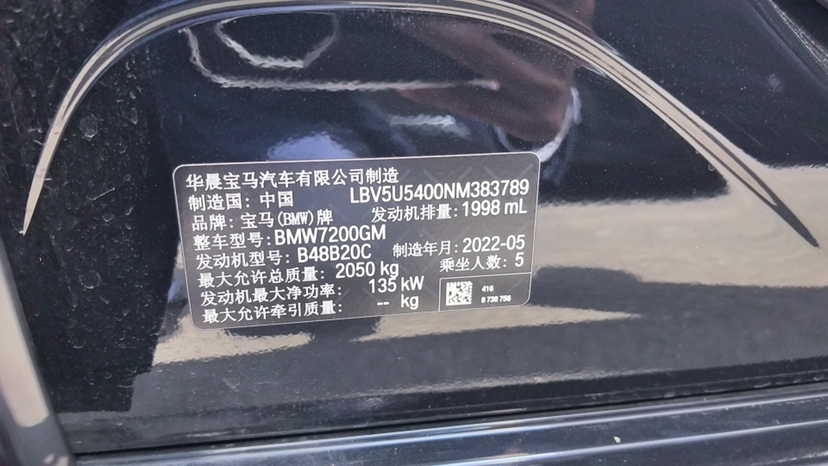 华晨宝马汽车有限公司制造
制造国：中国 LBV5U5400NM383789
品牌：宝马(BMW)牌 发动机排量：1998 mL
整车型号：BMW7200GM
发动机型号：B48B20C 制造年月：2022-05
最大允许总质量：2050 kg 乘坐人数：5
发动机最大净功率：135 kW
最大允许牵引质量：-- kg
416
8 736 756